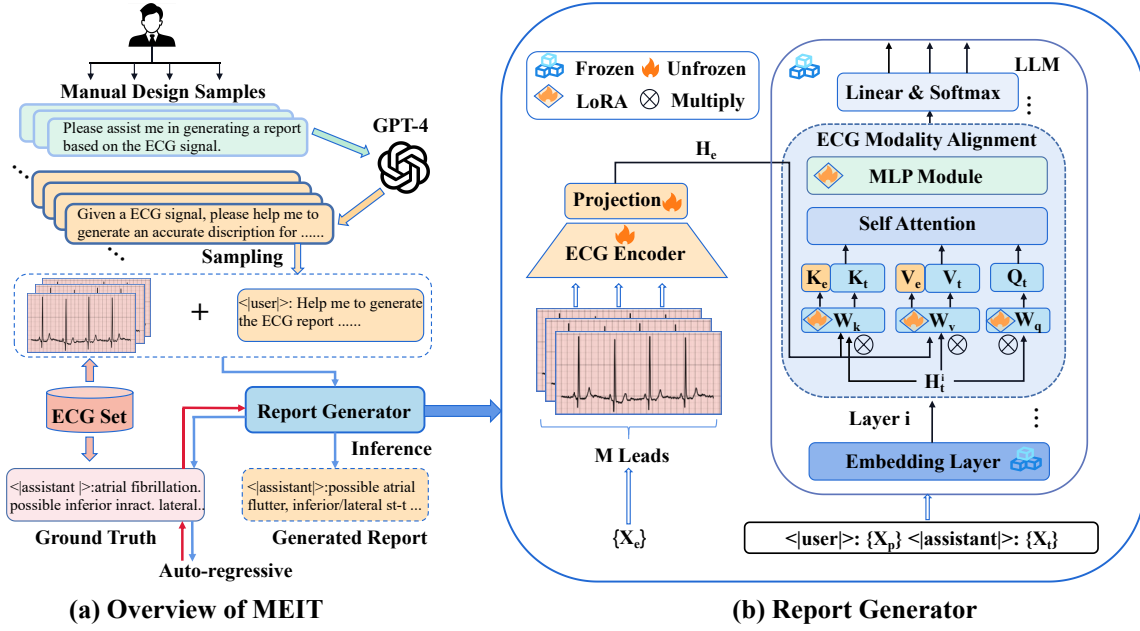 Manual Design Samples
Please assist me in generating a report
based on the ECG signal.
GPT-4
Given a ECG signal, please help me to
generate an accurate discription for ......
Sampling
+
<|user|>: Help me to generate
the ECG report ......
ECG Set
Report Generator
Inference
<|assistant |>:atrial fibrillation.
possible inferior inract. lateral..
Ground Truth
<|assistant|>:possible atrial
flutter, inferior/lateral st-t ...
Generated Report
Auto-regressive
(a) Overview of MEIT
Frozen
Unfrozen
LoRA
Multiply
H_e
Projection
ECG Encoder
M Leads
{X_e}
LLM
Linear & Softmax
ECG Modality Alignment
MLP Module
Self Attention
K_e K_t V_e V_t Q_t
W_k W_v W_q
H_t^i
Layer i
Embedding Layer
<|user|>: {X_p} <|assistant|>: {X_t}
(b) Report Generator